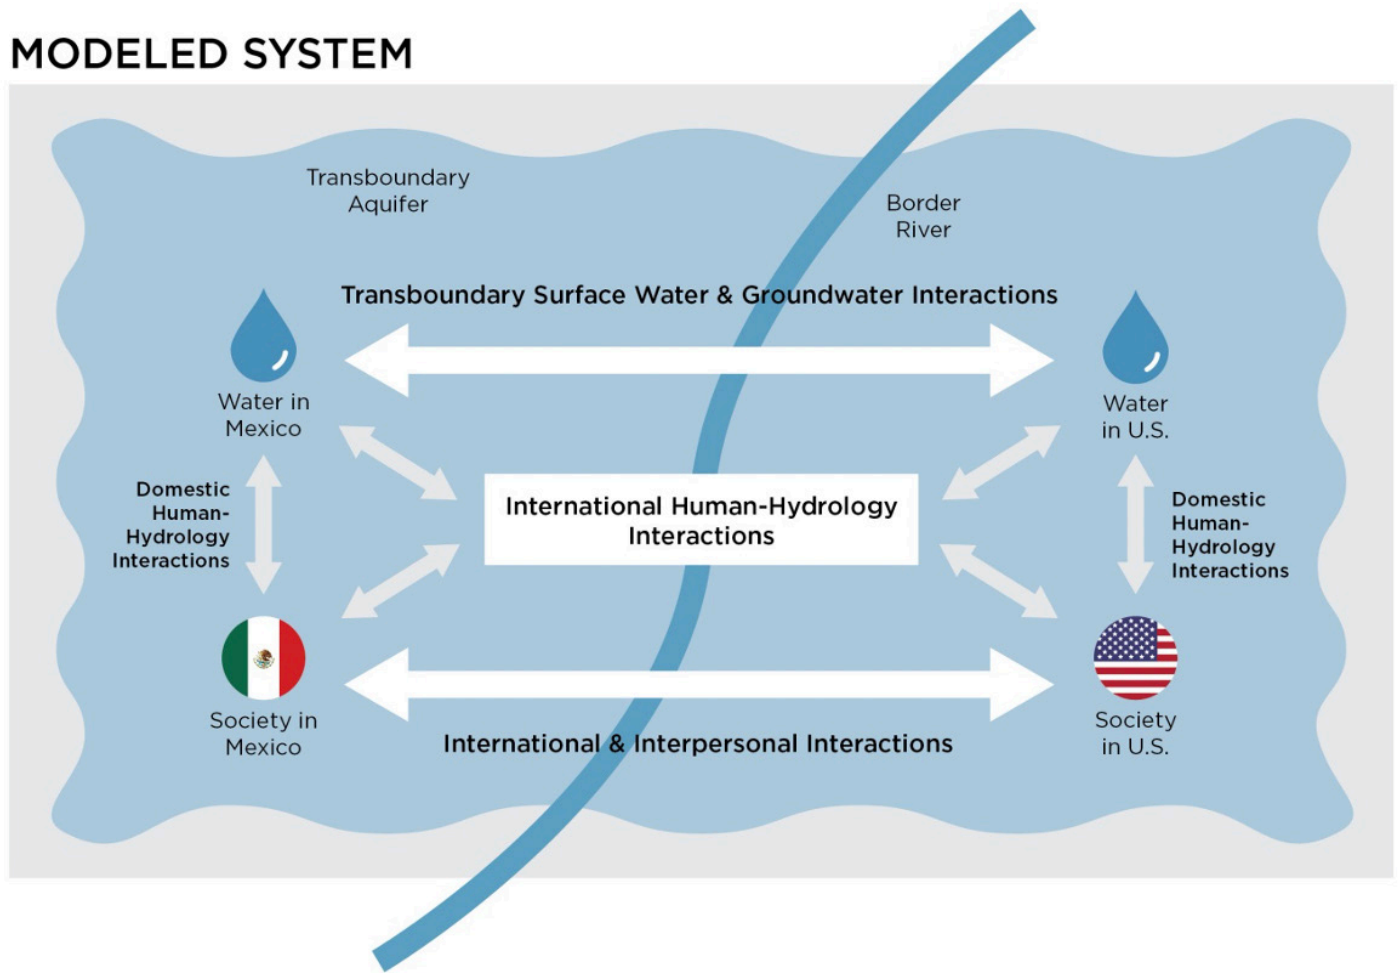 MODELED SYSTEM
Transboundary
Aquifer
Border
River
Transboundary Surface Water & Groundwater Interactions
Water in
Mexico
Water
in U.S.
Domestic
Human-
Hydrology
Interactions
International Human-Hydrology
Interactions
Domestic
Human-
Hydrology
Interactions
Society in
Mexico
International & Interpersonal Interactions
Society
in U.S.